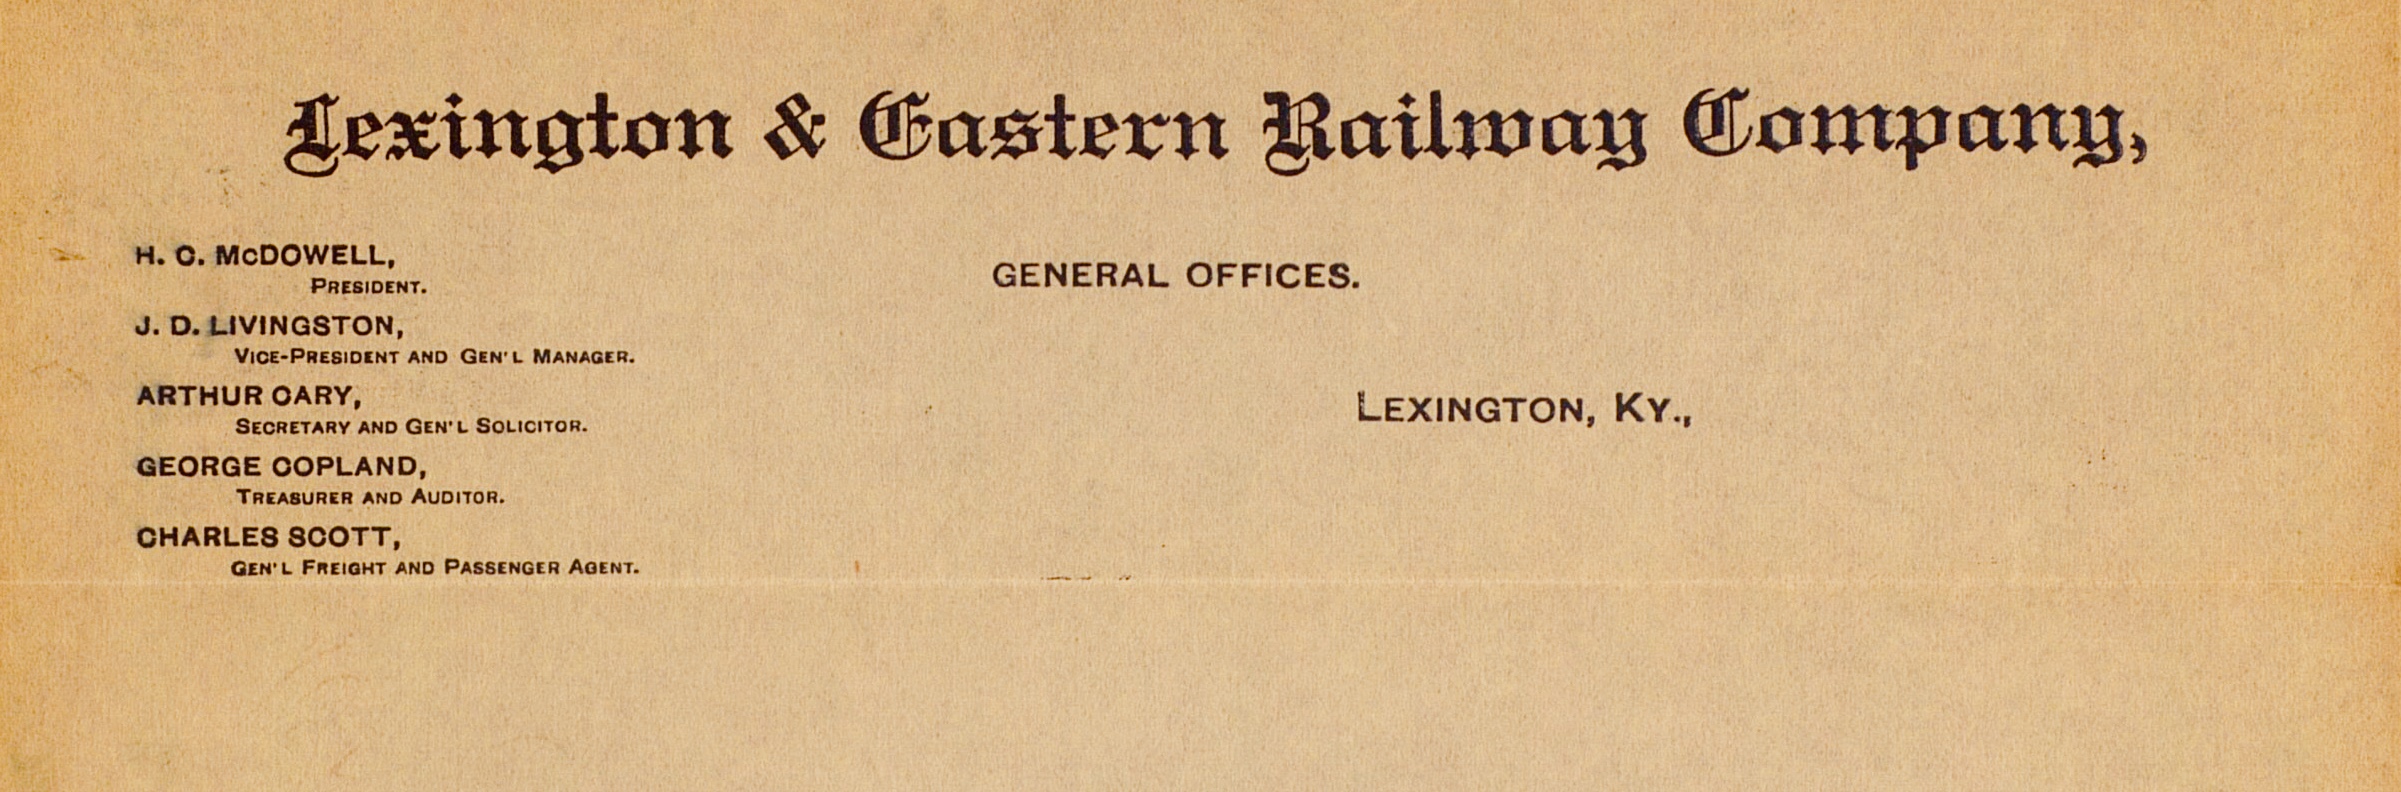 Lexington & Eastern Railway Company,
H. C. McDOWELL,
PRESIDENT.
J. D. LIVINGSTON,
VICE-PRESIDENT AND GEN'L MANAGER.
ARTHUR CARY,
SECRETARY AND GEN'L SOLICITOR.
GEORGE COPLAND,
TREASURER AND AUDITOR.
CHARLES SCOTT,
GEN'L FREIGHT AND PASSENGER AGENT.
GENERAL OFFICES.
LEXINGTON, KY.,